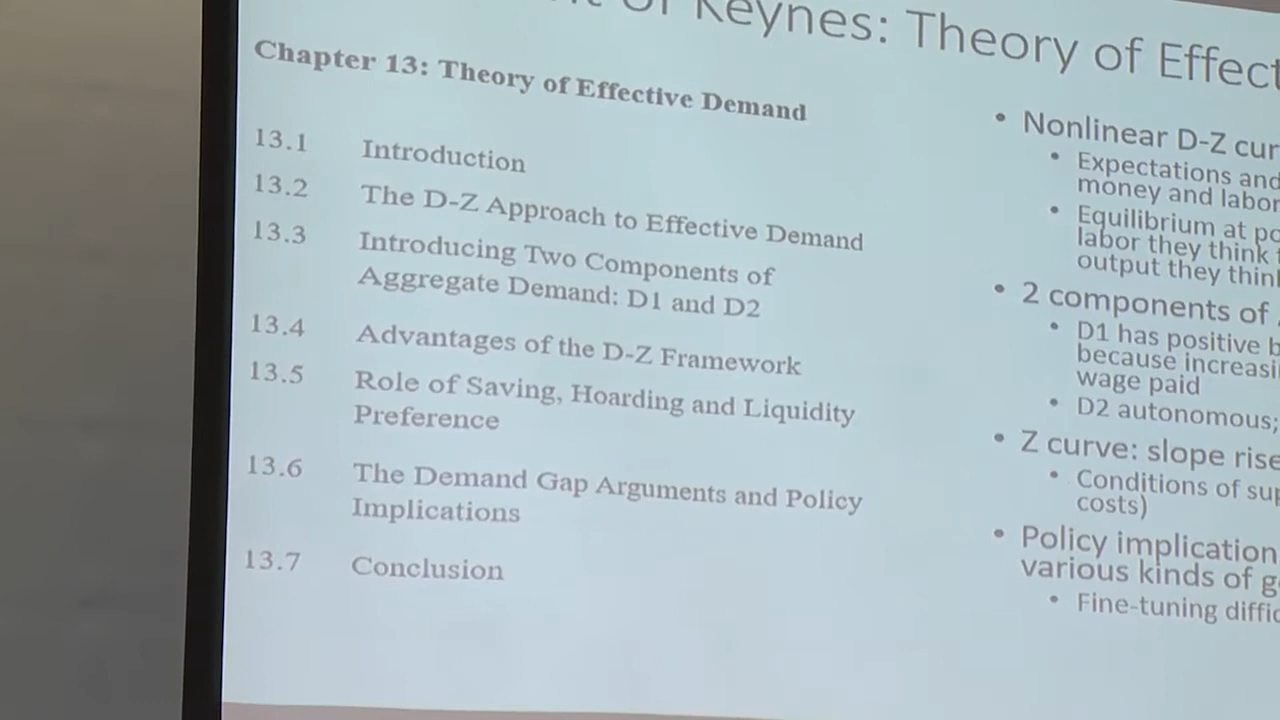 of Keynes: Theory of Effect
Chapter 13: Theory of Effective Demand
13.1 Introduction
13.2 The D-Z Approach to Effective Demand
13.3 Introducing Two Components of
Aggregate Demand: D1 and D2
13.4 Advantages of the D-Z Framework
13.5 Role of Saving, Hoarding and Liquidity
Preference
13.6 The Demand Gap Arguments and Policy
Implications
13.7 Conclusion
• Nonlinear D-Z cur
• Expectations and
money and labor
• Equilibrium at po
labor they think
output they thin
• 2 components of
• D1 has positive b
because increasi
wage paid
• D2 autonomous;
• Z curve: slope rise
• Conditions of sup
costs)
• Policy implication
various kinds of g
• Fine-tuning diffic